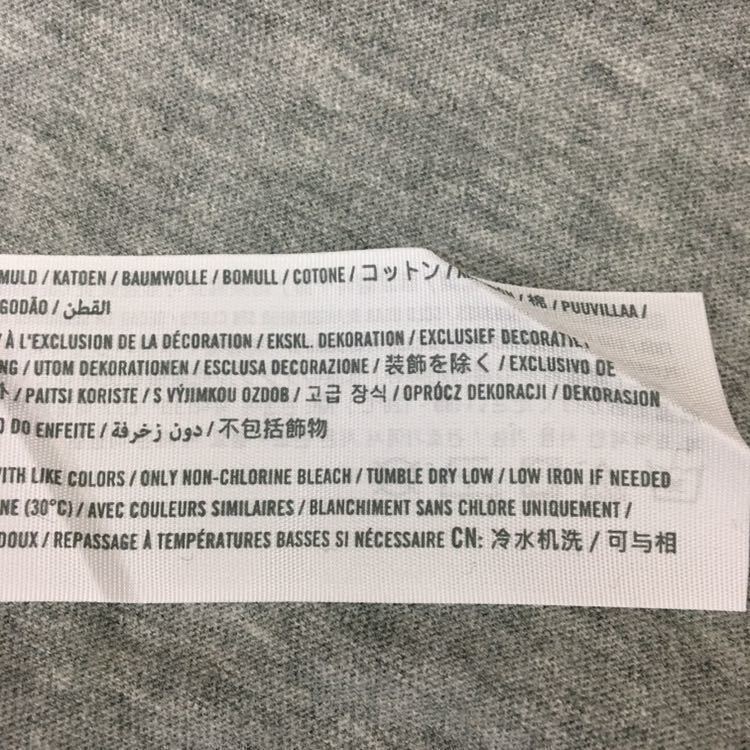 MULD / KATOEN / BAUMWOLLE / BOMULL / COTONE / コットン /
/ 棉 / PUUVILLAA /
GODÃO / القطن
/ À L'EXCLUSION DE LA DÉCORATION / EKSKL. DEKORATION / EXCLUSIEF DECORATIE
NG / UTOM DEKORATIONEN / ESCLUSA DECORAZIONE / 装飾を除く / EXCLUSIVO DE
/ PAITSI KORISTE / S VÝJIMKOU OZDOB / 고급 장식 / OPRÓCZ DEKORACJI / DEKORASJON
O DO ENFEITE / دون زخرفة / 不包括飾物
WITH LIKE COLORS / ONLY NON-CHLORINE BLEACH / TUMBLE DRY LOW / LOW IRON IF NEEDED
NE (30°C) / AVEC COULEURS SIMILAIRES / BLANCHIMENT SANS CHLORE UNIQUEMENT /
DOUX / REPASSAGE À TEMPÉRATURES BASSES SI NÉCESSAIRE CN: 冷水机洗 / 可与相